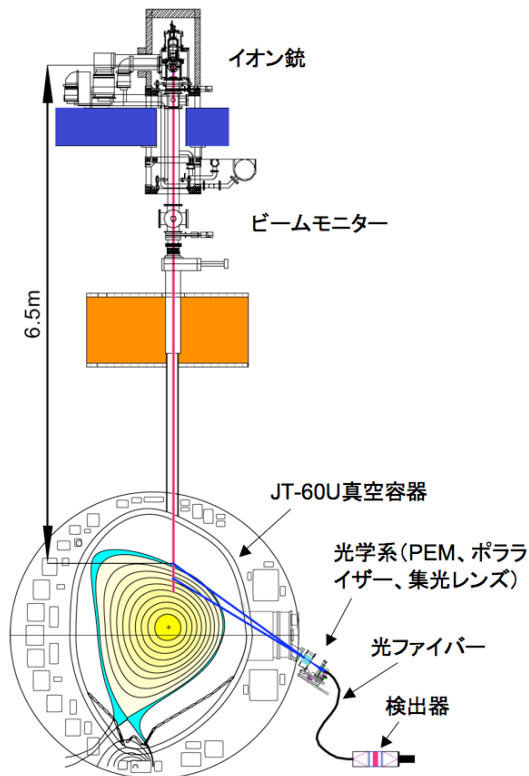 イオン銃
ビームモニター
6.5m
JT-60U真空容器
光学系(PEM、ポララ
イザー、集光レンズ)
光ファイバー
検出器